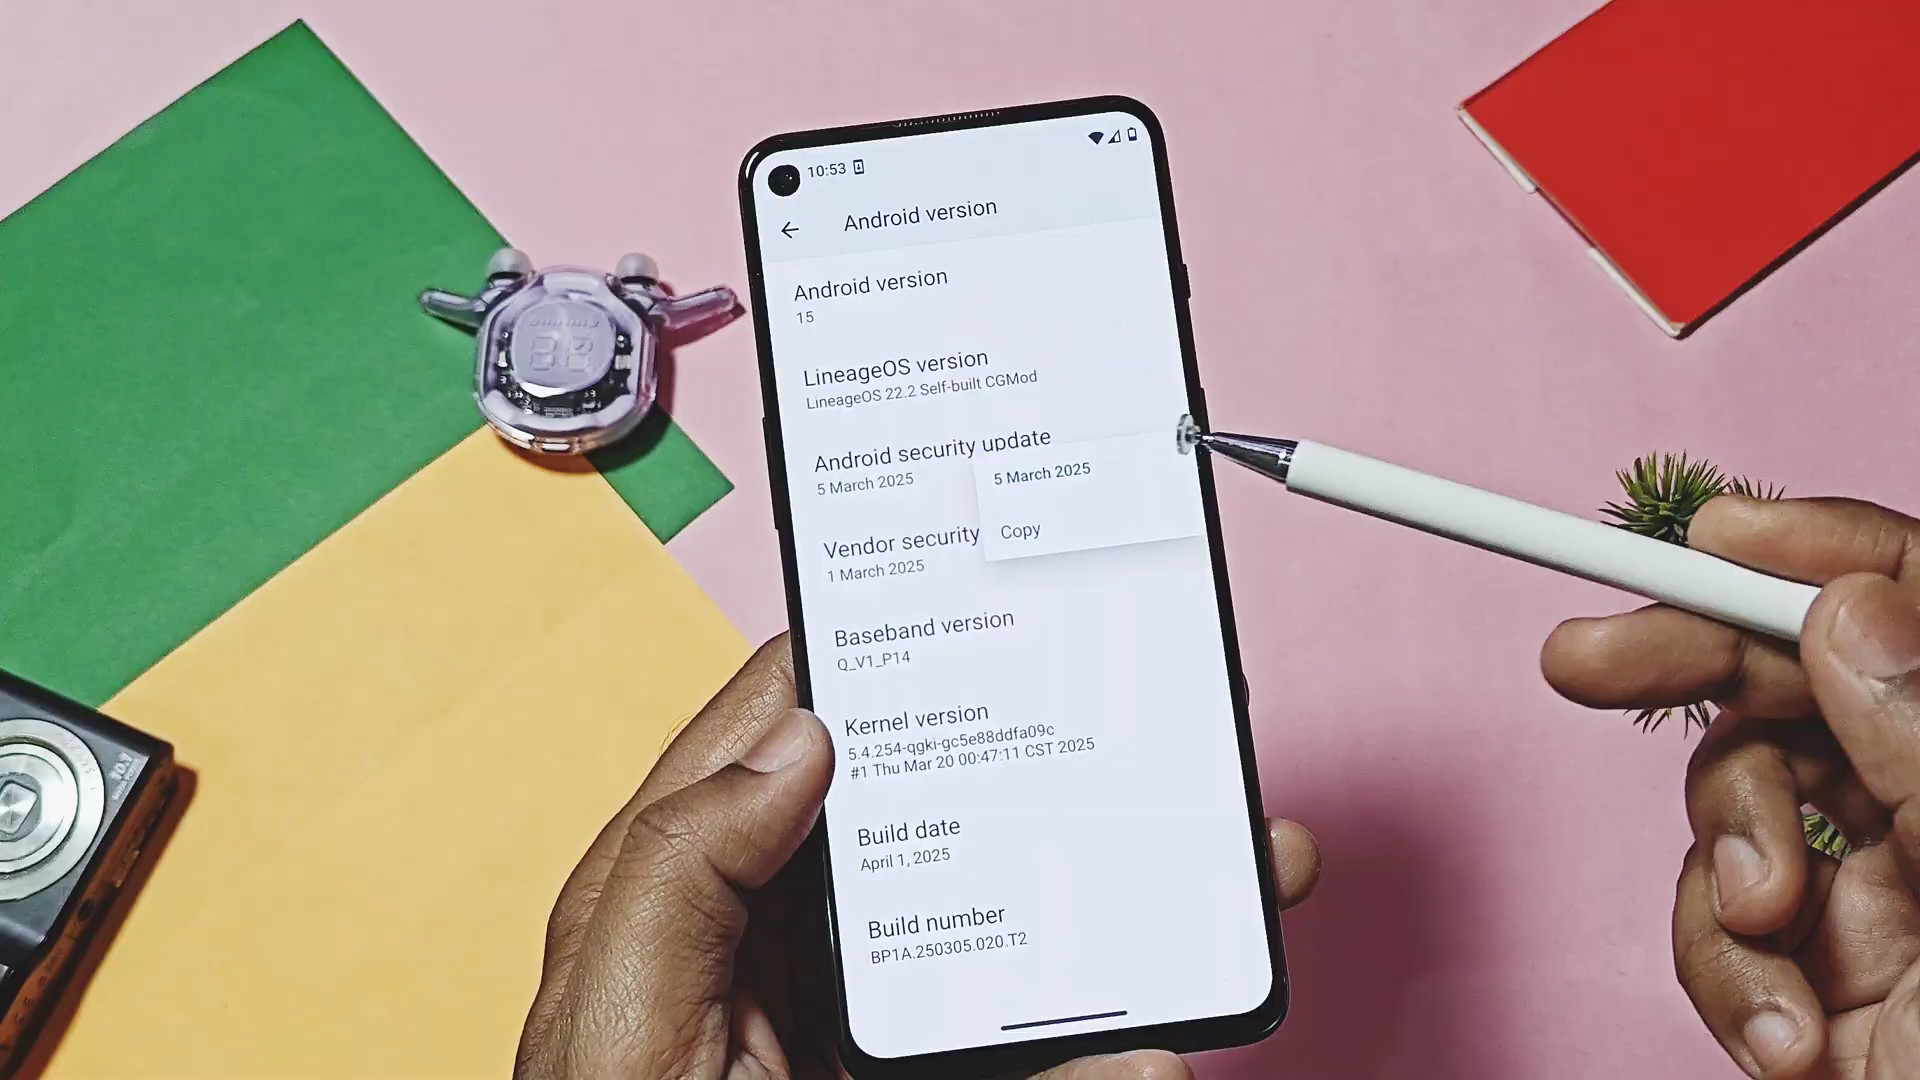 10:53
Android version
Android version
15
LineageOS version
LineageOS 22.2 Self-built CGMod
Android security update
5 March 2025
5 March 2025
Copy
Vendor security
1 March 2025
Baseband version
Q_V1_P14
Kernel version
5.4.254-qgki-gc5e88ddfa09c
#1 Thu Mar 20 00:47:11 CST 2025
Build date
April 1, 2025
Build number
BP1A.250305.020.T2